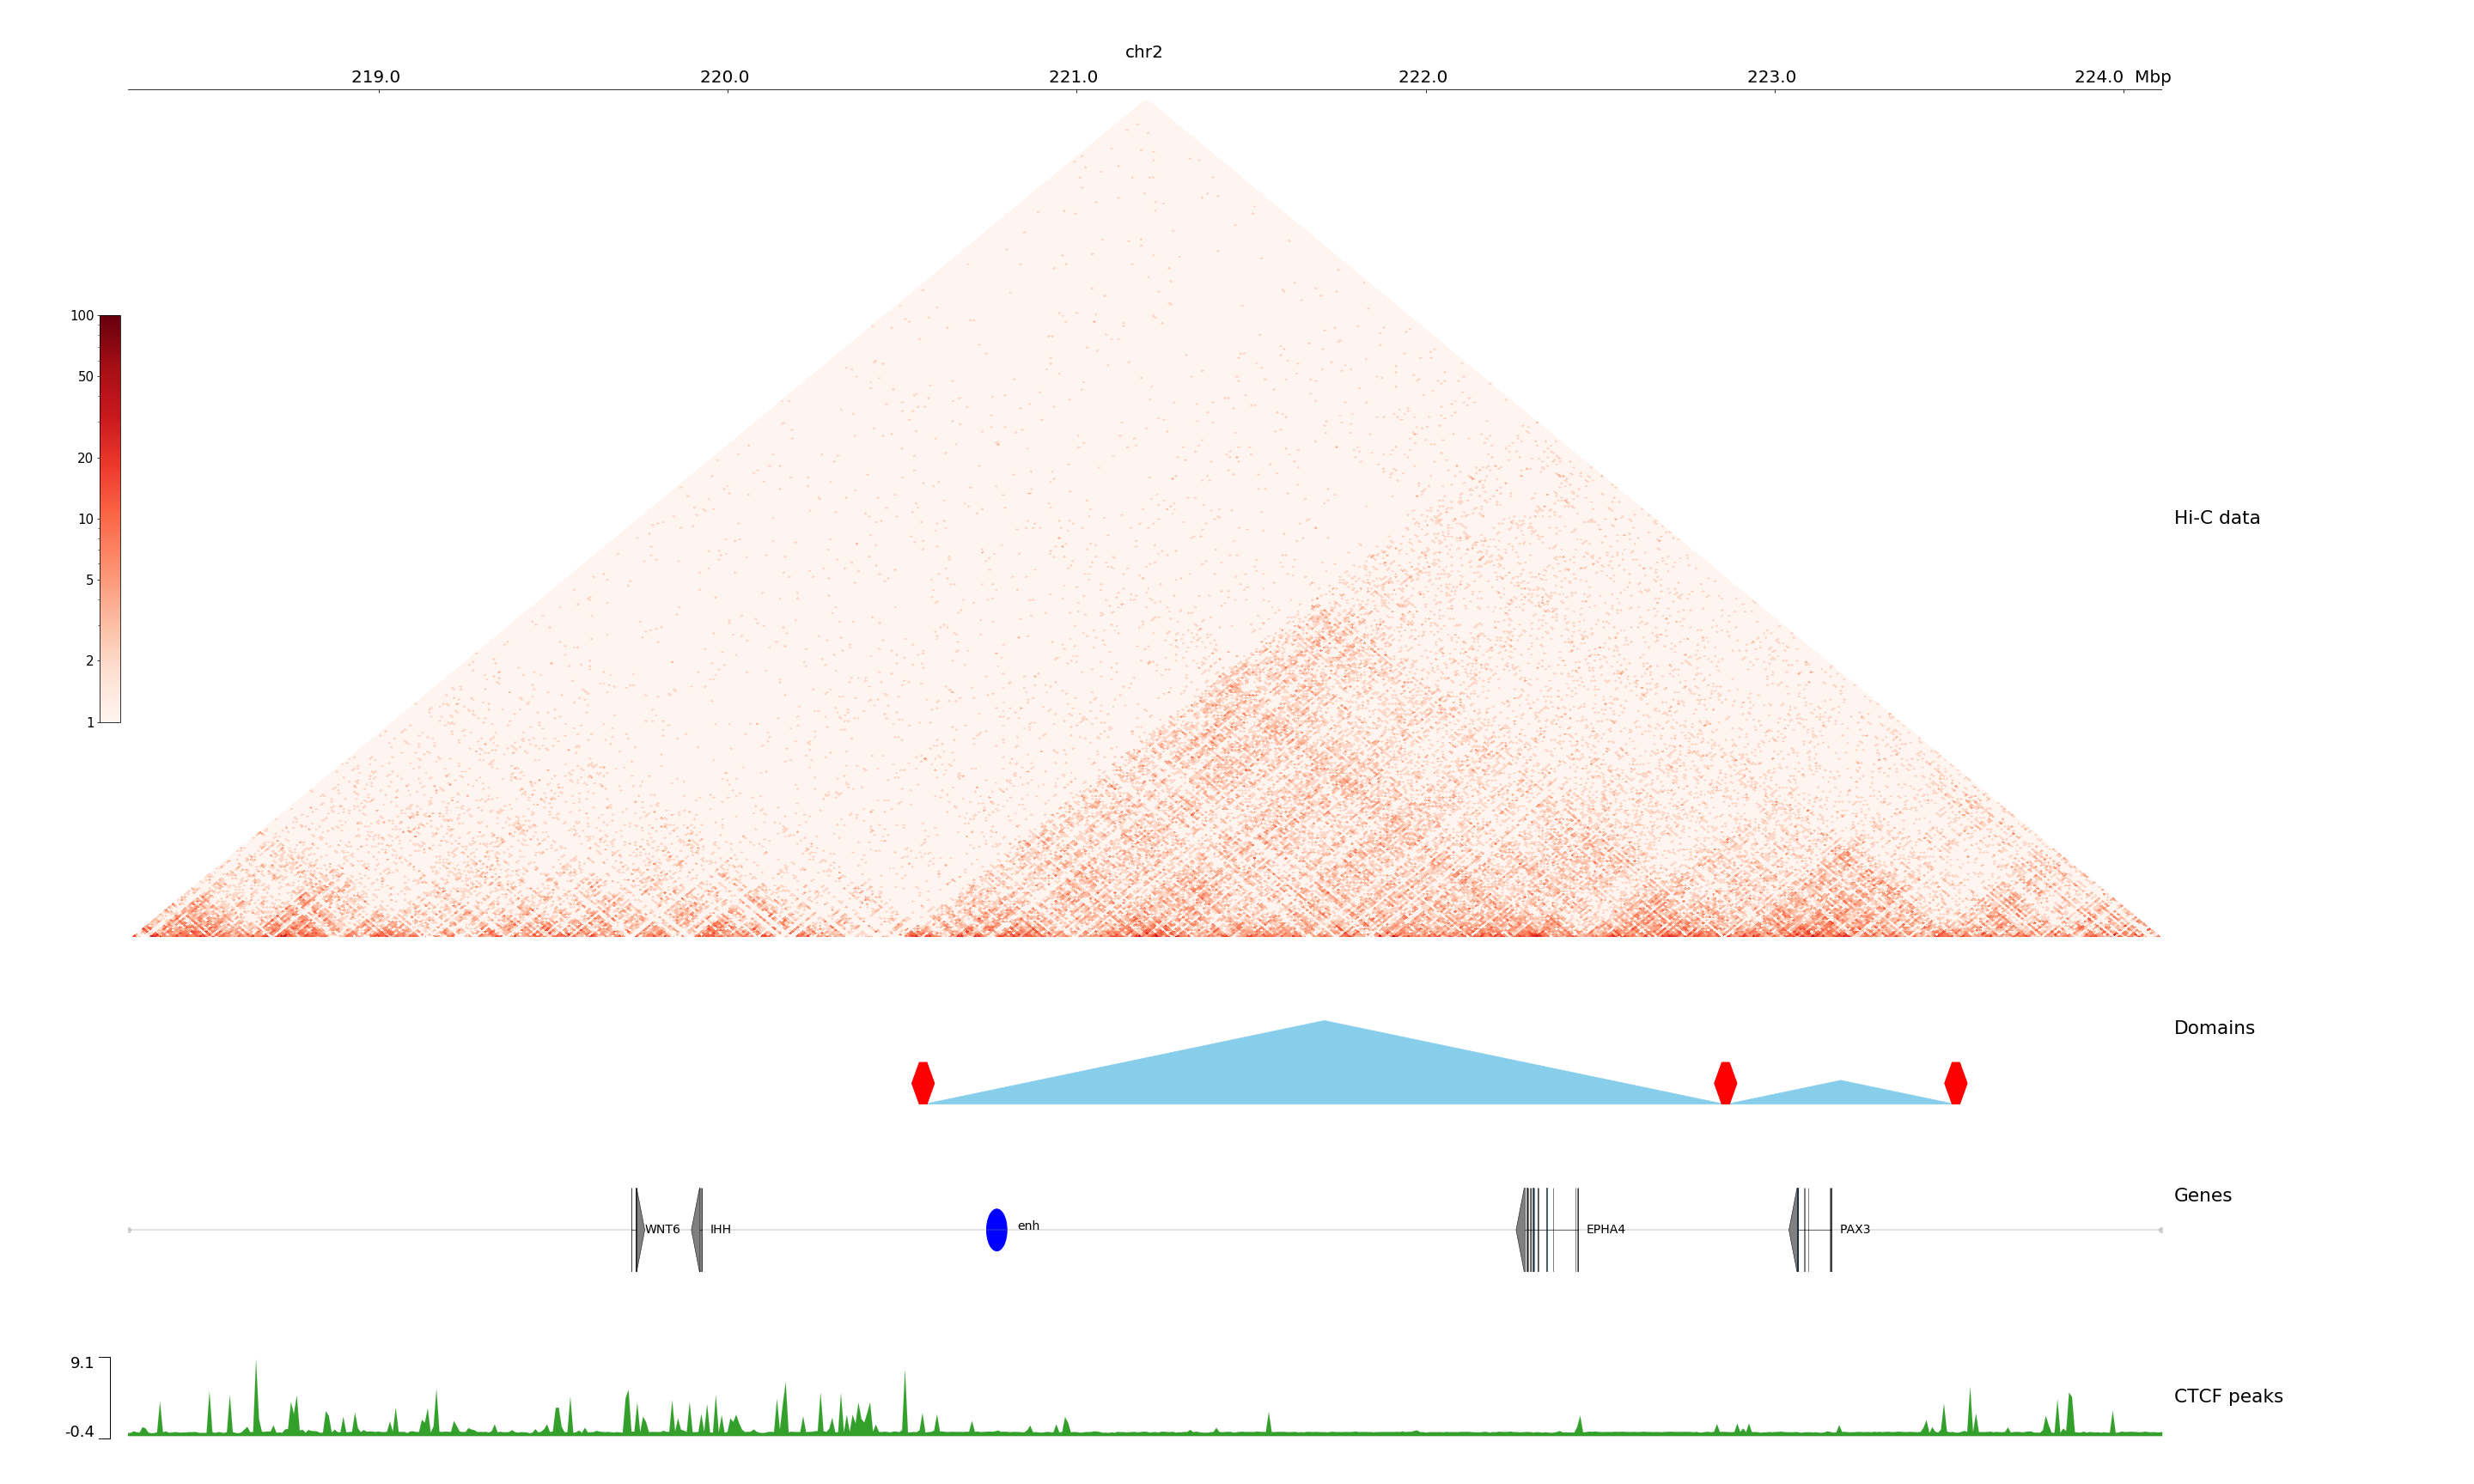 chr2
219.0 220.0 221.0 222.0 223.0 224.0 Mbp
100
50
20
10
5
2
1
Hi-C data
Domains
Genes
WNT6 IHH enh EPHA4 PAX3
9.1
-0.4
CTCF peaks